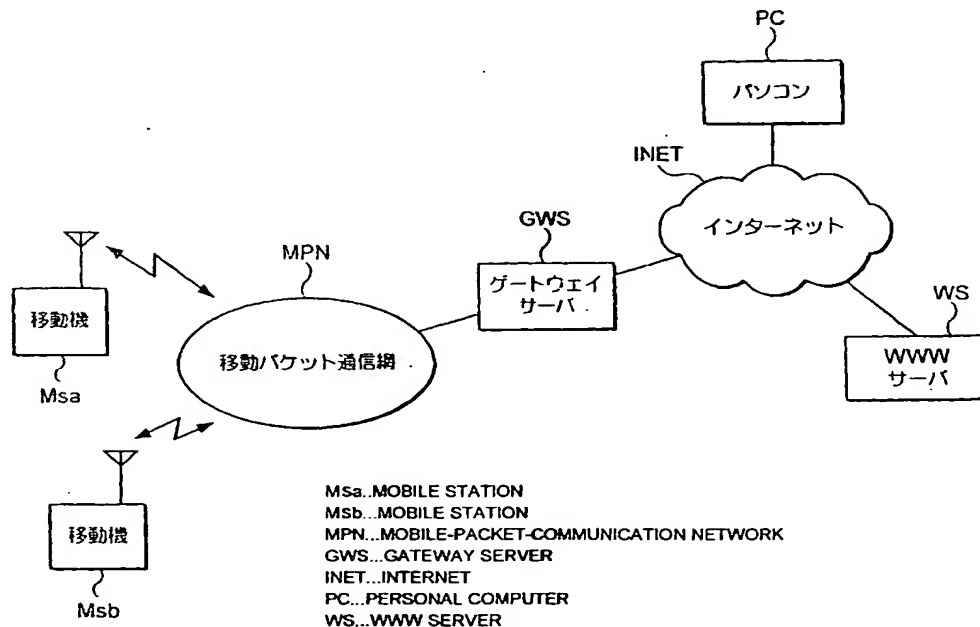 PC
パソコン
INET
インターネット
GWS
ゲートウェイ
サーバ
MPN
WS
WWW
サーバ
移動機
Msa
移動パケット通信網
移動機
Msb
Msa..MOBILE STATION
Msb...MOBILE STATION
MPN...MOBILE-PACKET-COMMUNICATION NETWORK
GWS...GATEWAY SERVER
INET...INTERNET
PC...PERSONAL COMPUTER
WS...WWW SERVER